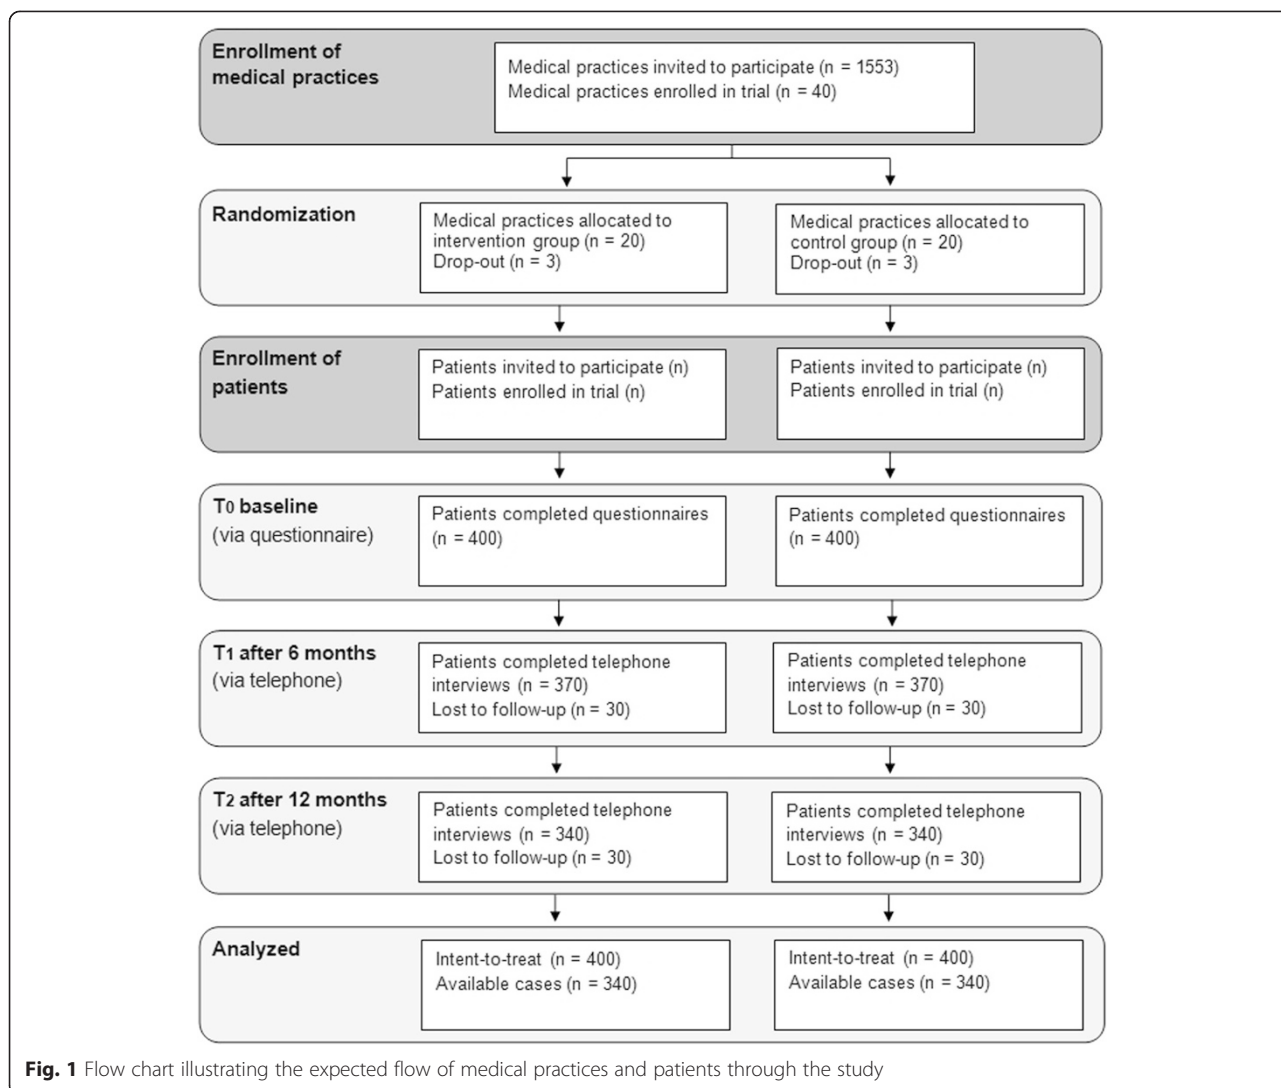 Enrollment of
medical practices
Medical practices invited to participate (n = 1553)
Medical practices enrolled in trial (n = 40)
Randomization
Medical practices allocated to
intervention group (n = 20)
Drop-out (n = 3)
Medical practices allocated to
control group (n = 20)
Drop-out (n = 3)
Enrollment of
patients
Patients invited to participate (n)
Patients enrolled in trial (n)
Patients invited to participate (n)
Patients enrolled in trial (n)
T0 baseline
(via questionnaire)
Patients completed questionnaires
(n = 400)
Patients completed questionnaires
(n = 400)
T1 after 6 months
(via telephone)
Patients completed telephone
interviews (n = 370)
Lost to follow-up (n = 30)
Patients completed telephone
interviews (n = 370)
Lost to follow-up (n = 30)
T2 after 12 months
(via telephone)
Patients completed telephone
interviews (n = 340)
Lost to follow-up (n = 30)
Patients completed telephone
interviews (n = 340)
Lost to follow-up (n = 30)
Analyzed
Intent-to-treat (n = 400)
Available cases (n = 340)
Intent-to-treat (n = 400)
Available cases (n = 340)
Fig. 1 Flow chart illustrating the expected flow of medical practices and patients through the study